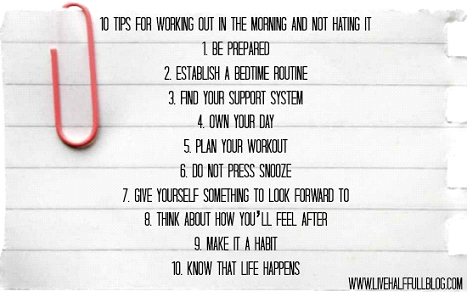 10 TIPS FOR WORKING OUT IN THE MORNING AND NOT HATING IT
1. BE PREPARED
2. ESTABLISH A BEDTIME ROUTINE
3. FIND YOUR SUPPORT SYSTEM
4. OWN YOUR DAY
5. PLAN YOUR WORKOUT
6. DO NOT PRESS SNOOZE
7. GIVE YOURSELF SOMETHING TO LOOK FORWARD TO
8. THINK ABOUT HOW YOU'LL FEEL AFTER
9. MAKE IT A HABIT
10. KNOW THAT LIFE HAPPENS
WWW.LIVEHALFFULLBLOG.COM